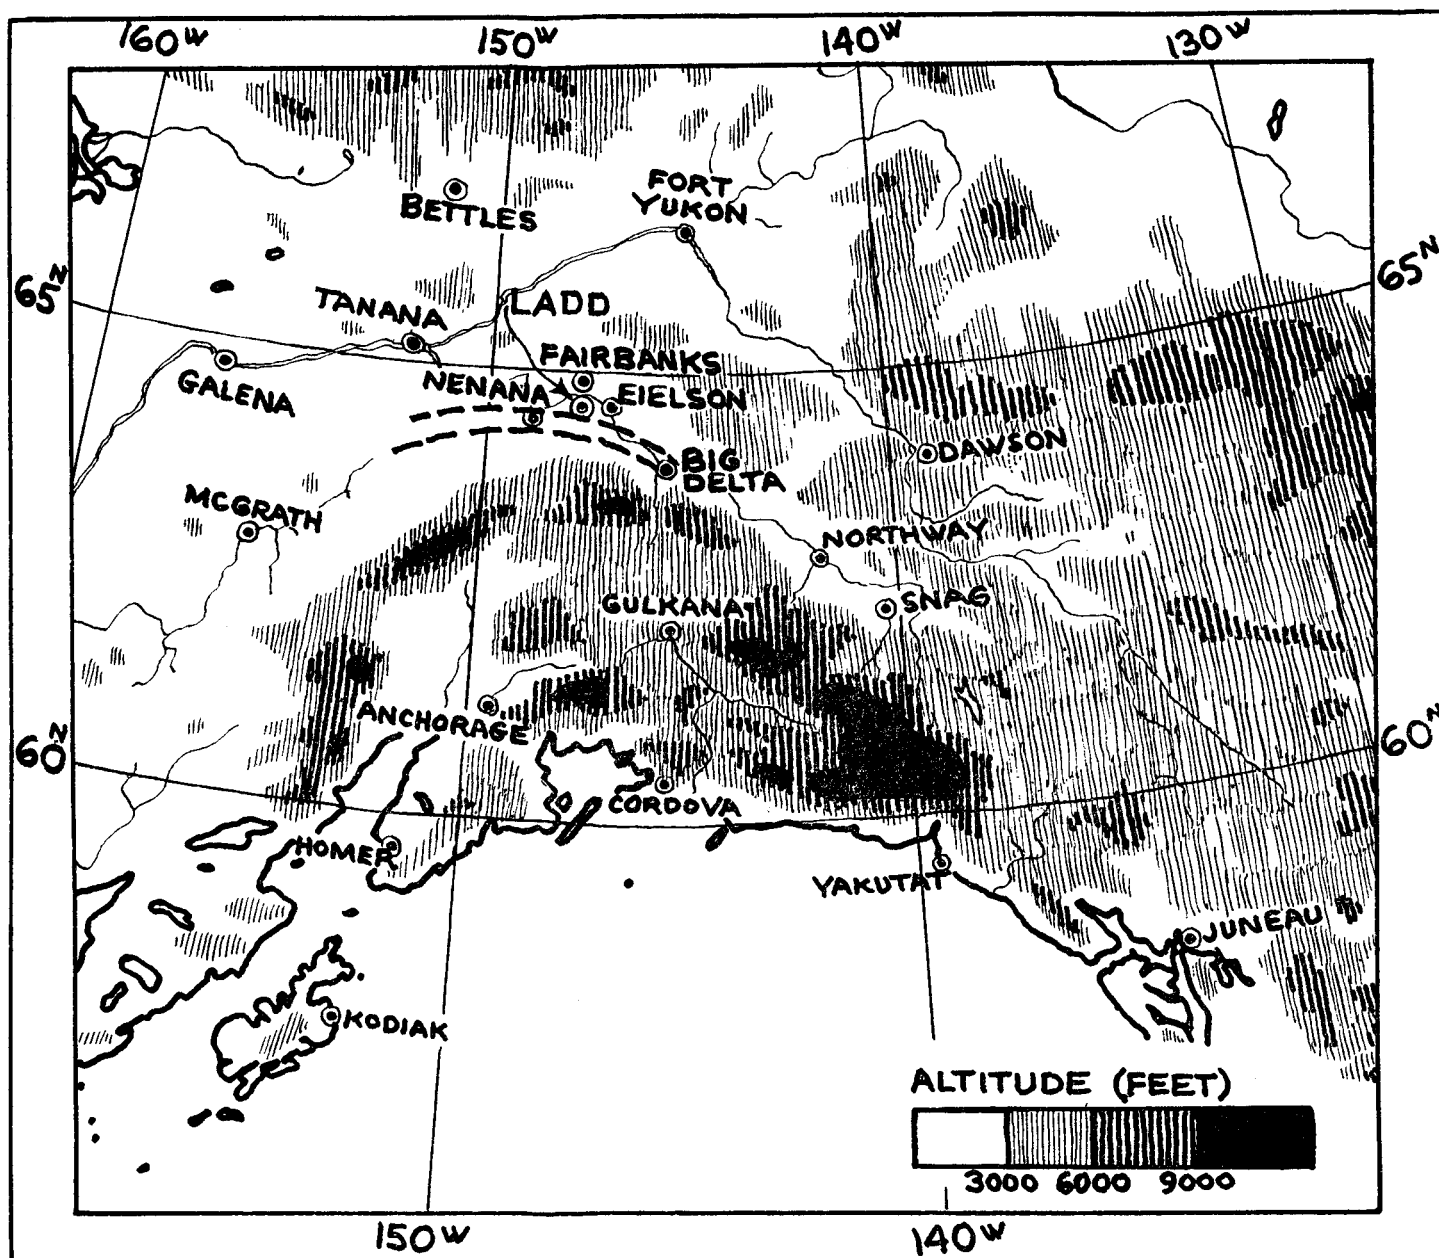 160W 150W 140W 130W
BETTLES
FORT
YUKON
65N
65N
TANANA
LADD
FAIRBANKS
GALENA
NENANA
EIELSON
DAWSON
BIG
DELTA
MCGRATH
NORTHWAY
GULKANA
SNAG
ANCHORAGE
60N
60N
CORDOVA
HOMER
YAKUTAT
JUNEAU
KODIAK
ALTITUDE (FEET)
3000 6000 9000
150W 140W